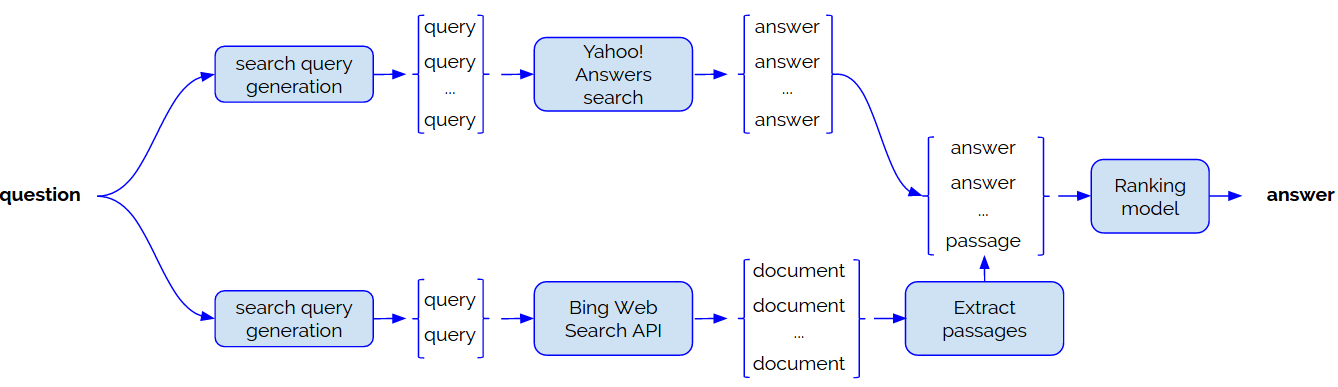 question
search query
generation
query
query
...
query
Yahoo!
Answers
search
answer
answer
...
answer
search query
generation
query
query
Bing Web
Search API
document
document
...
document
Extract
passages
answer
answer
...
passage
Ranking
model
answer